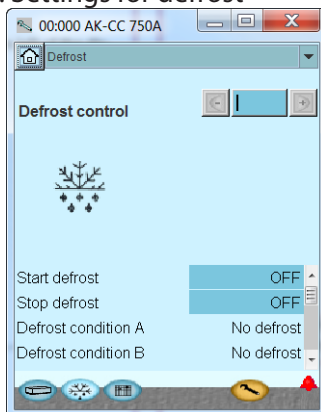 Settings for defrost
00:000 AK-CC 750A
Defrost
Defrost control
Start defrost OFF
Stop defrost OFF
Defrost condition A No defrost
Defrost condition B No defrost